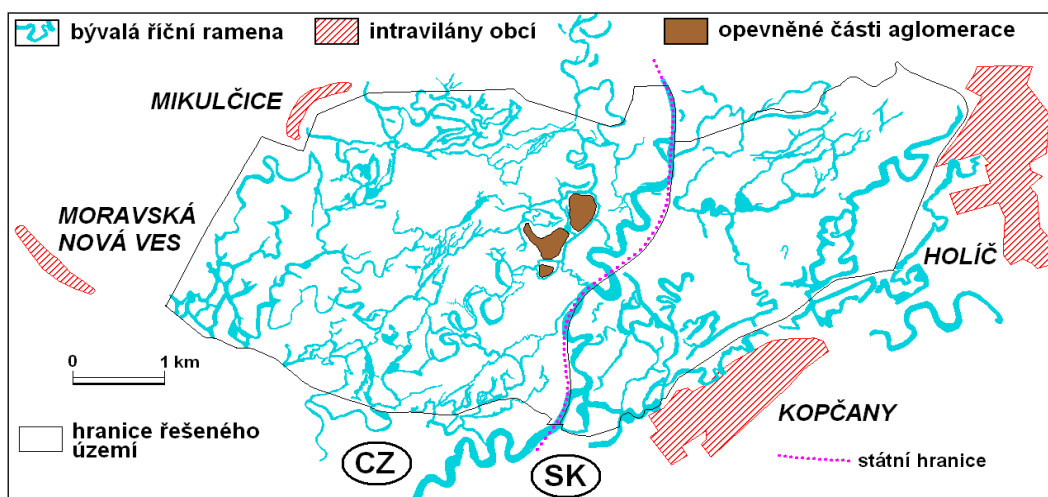 bývalá říční ramena
intravilány obcí
opevněné části aglomerace
MIKULČICE
MORAVSKÁ
NOVÁ VES
HOLÍČ
0 1 km
KOPČANY
hranice řešeného
území
CZ
SK
státní hranice